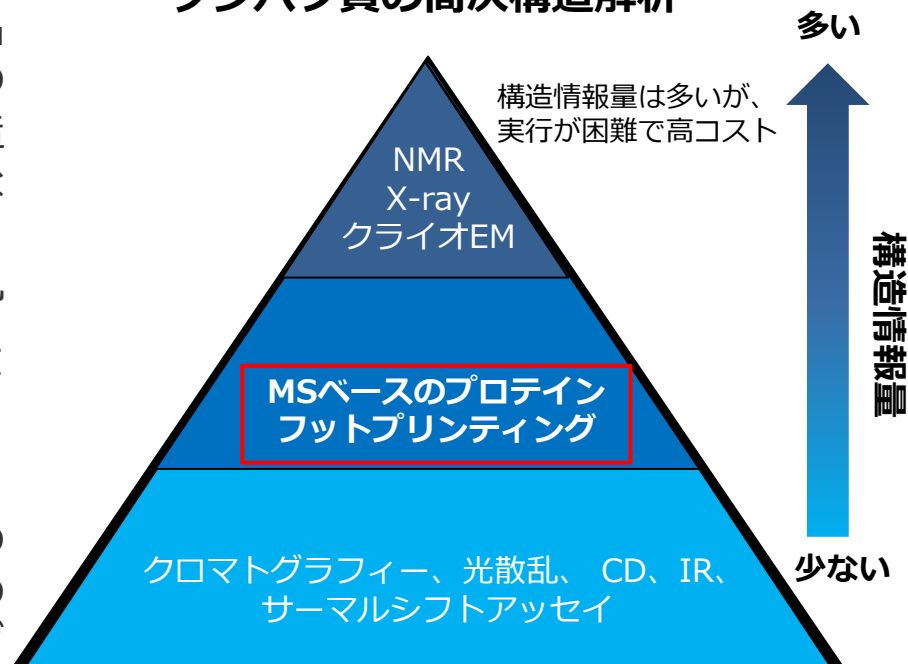 多い
構造情報量は多いが、
実行が困難で高コスト
NMR
X-ray
クライオEM
構造情報量
MSベースのプロテイン
フットプリンティング
少ない
クロマトグラフィー、光散乱、 CD、IR、
サーマルシフトアッセイ